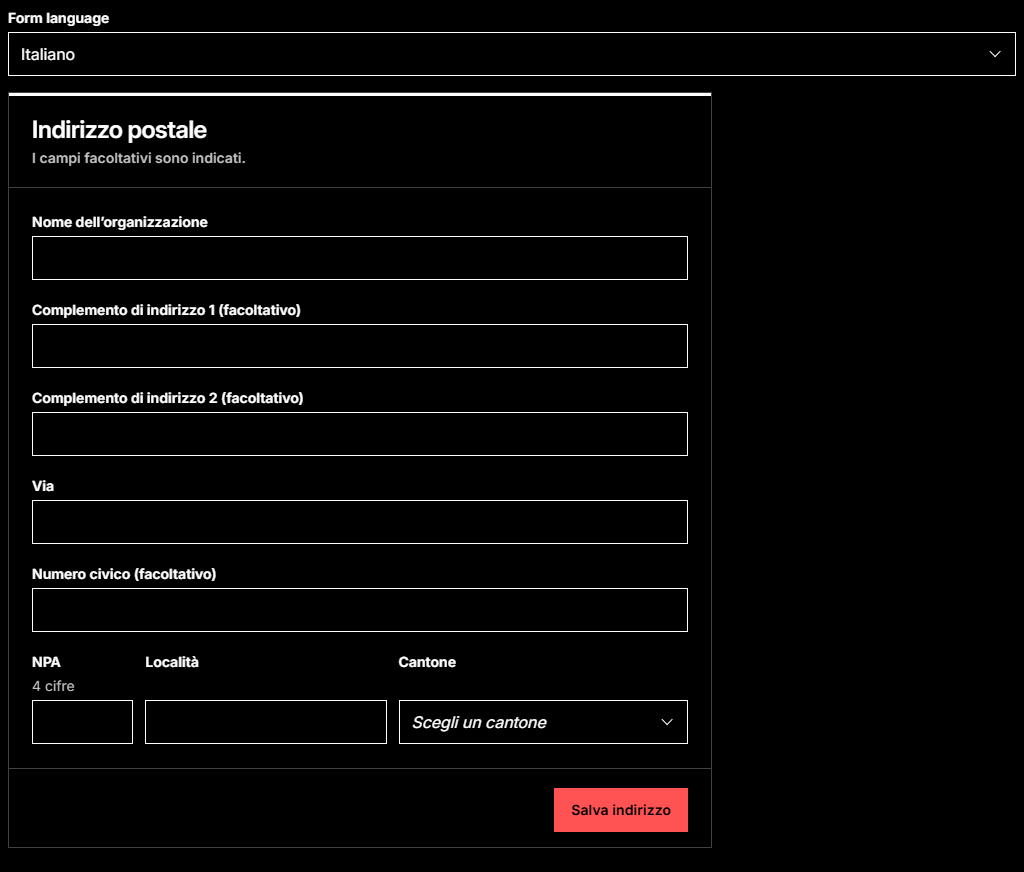 Form language
Italiano
Indirizzo postale
I campi facoltativi sono indicati.
Nome dell’organizzazione
Complemento di indirizzo 1 (facoltativo)
Complemento di indirizzo 2 (facoltativo)
Via
Numero civico (facoltativo)
NPA Località Cantone
4 cifre
Scegli un cantone
Salva indirizzo